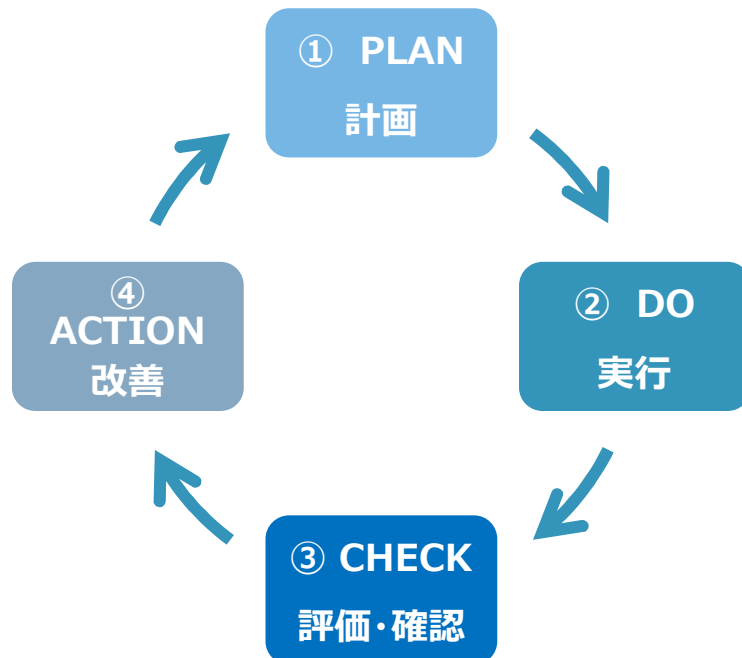 ① PLAN
計画
② DO
実行
③ CHECK
評価・確認
④
ACTION
改善